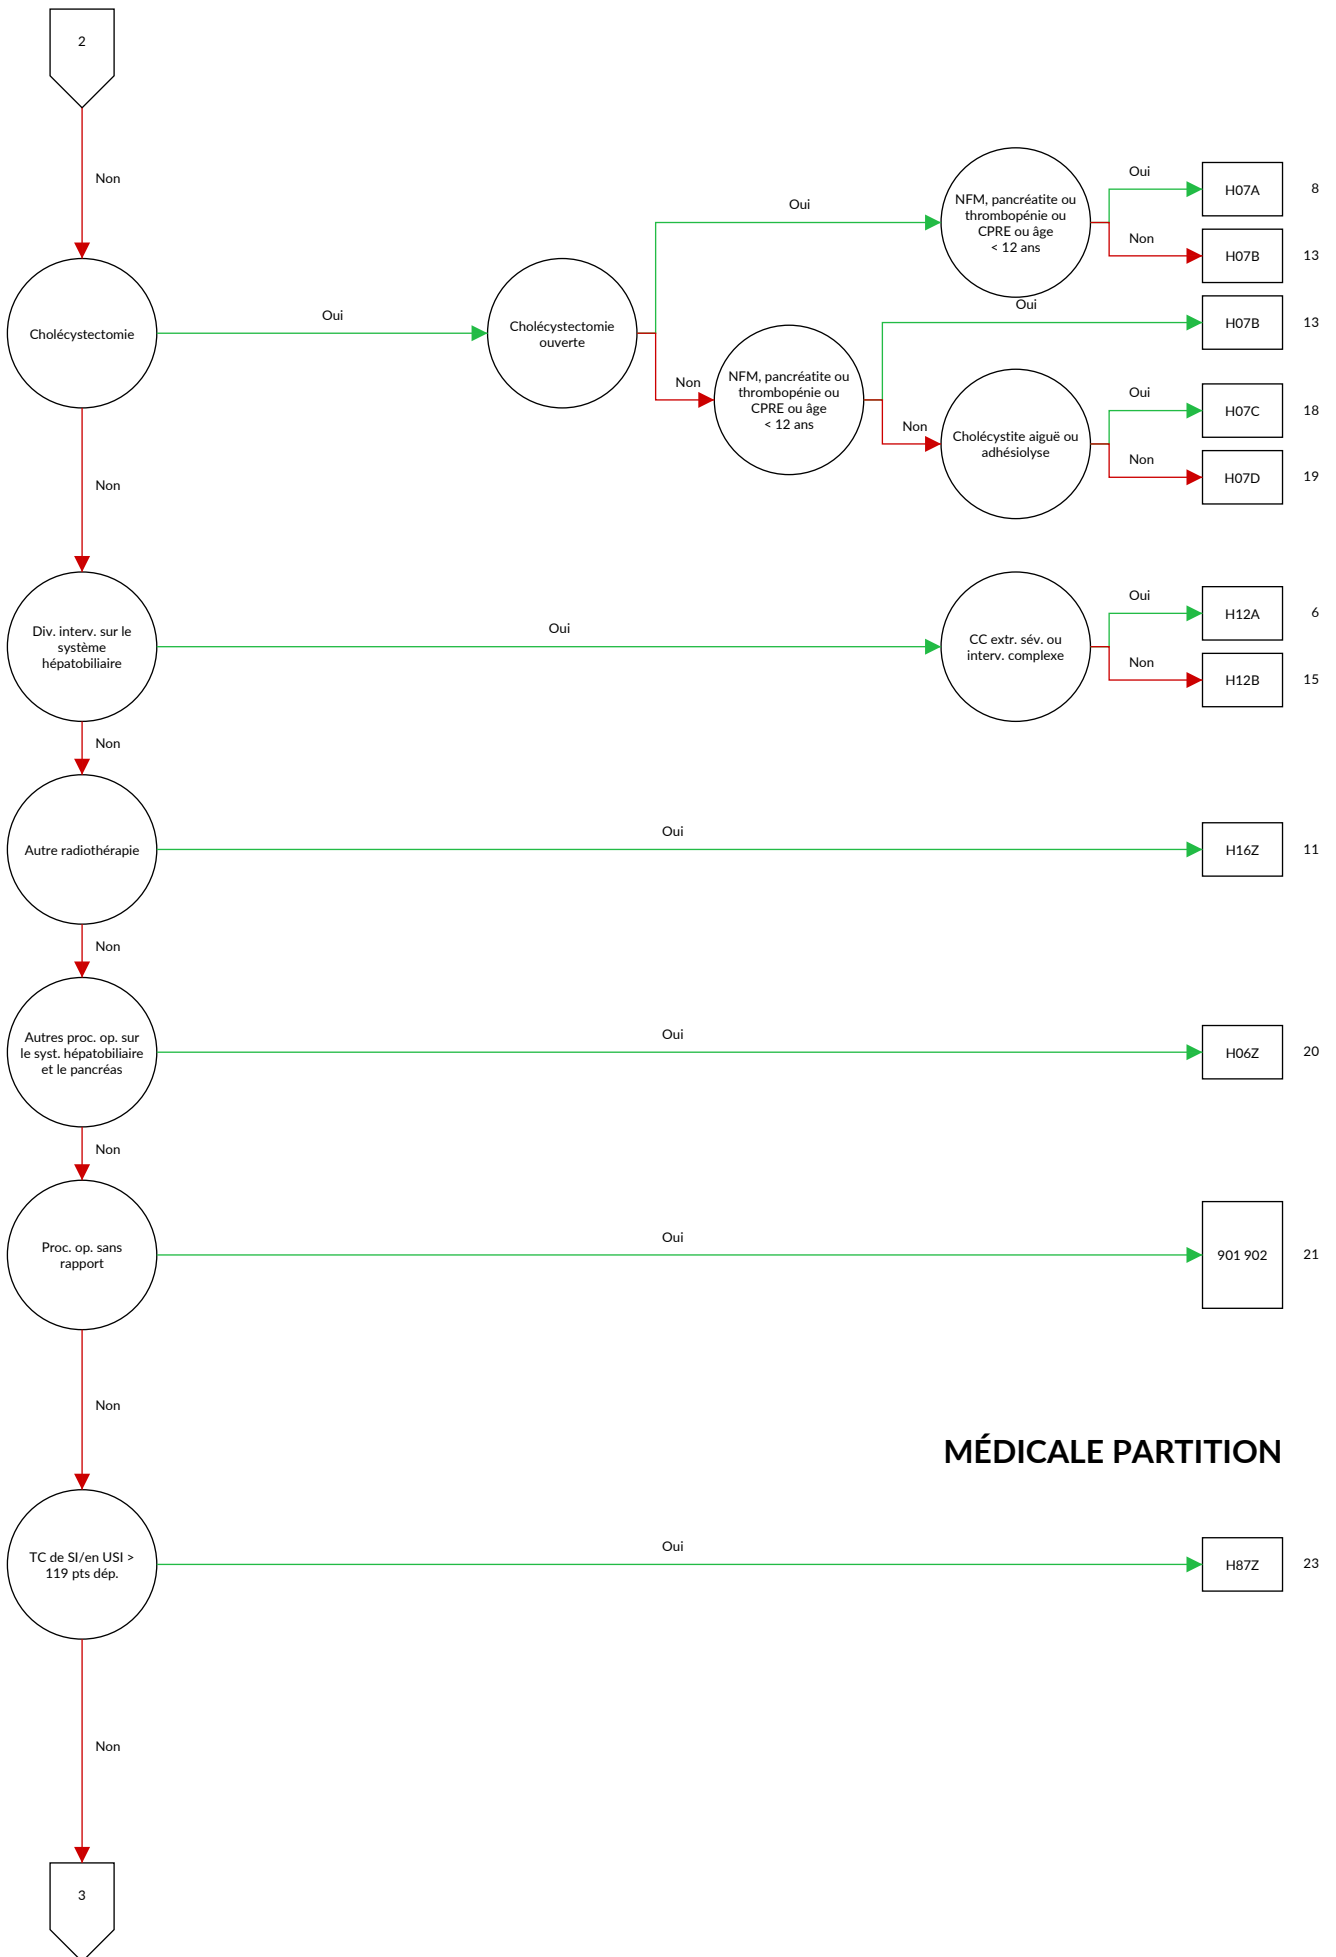 2
Non
Cholécystectomie
Oui
Cholécystectomie
ouverte
Oui
NFM, pancréatite ou
thrombopénie ou
CPRE ou âge
< 12 ans
Oui
H07A
8
Non
H07B
13
Non
NFM, pancréatite ou
thrombopénie ou
CPRE ou âge
< 12 ans
Oui
H07B
13
Non
Cholécystite aiguë ou
adhésiolyse
Oui
H07C
18
Non
H07D
19
Non
Div. interv. sur le
système
hépatobiliaire
Oui
CC extr. sév. ou
interv. complexe
Oui
H12A
6
Non
H12B
15
Non
Autre radiothérapie
Oui
H16Z
11
Non
Autres proc. op. sur
le syst. hépatobiliaire
et le pancréas
Oui
H06Z
20
Non
Proc. op. sans
rapport
Oui
901 902
21
Non
MÉDICALE PARTITION
TC de SI/en USI >
119 pts dép.
Oui
H87Z
23
Non
3